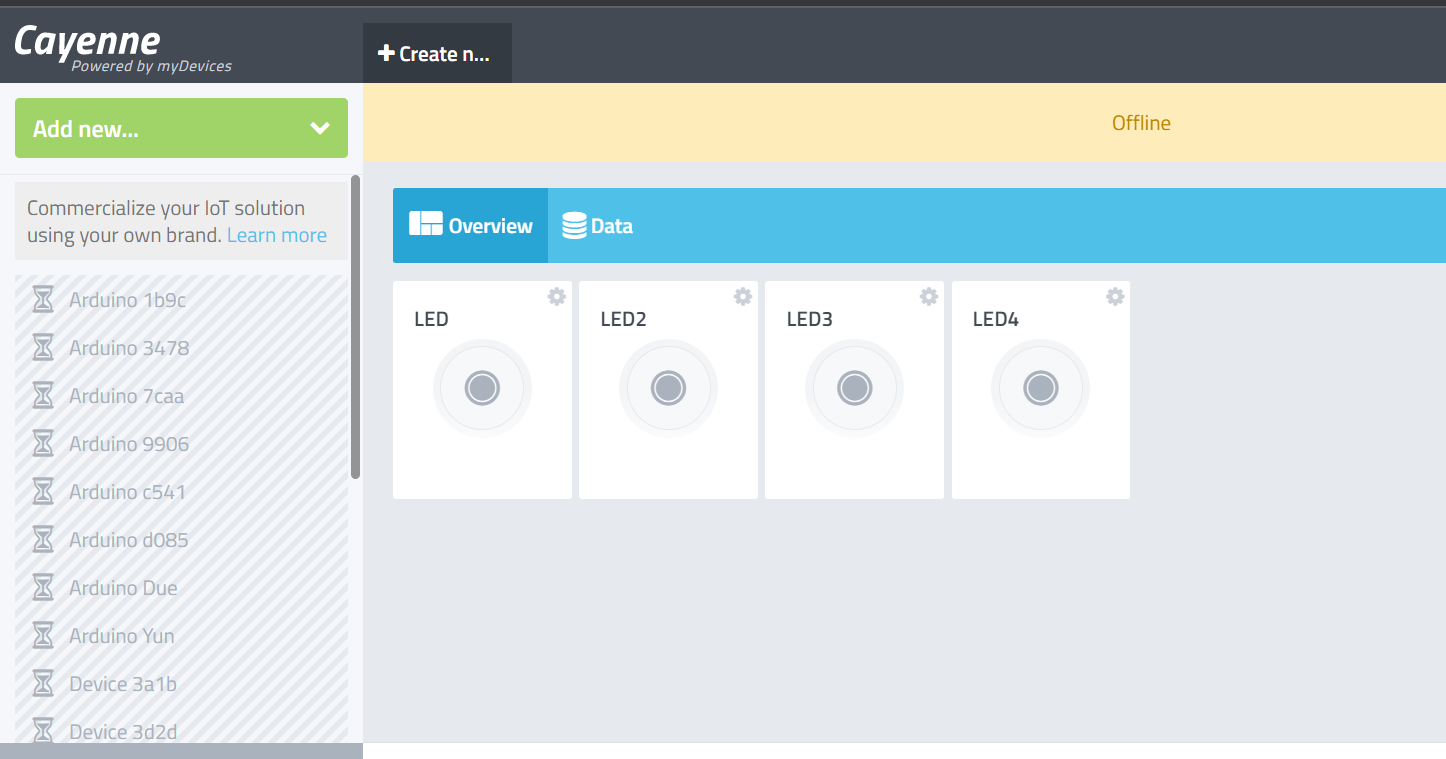 Cayenne
Powered by myDevices
Create n...
Add new...
Offline
Commercialize your IoT solution
using your own brand. Learn more
Overview
Data
LED
LED2
LED3
LED4
Arduino 1b9c
Arduino 3478
Arduino 7caa
Arduino 9906
Arduino c541
Arduino d085
Arduino Due
Arduino Yun
Device 3a1b
Device 3d2d